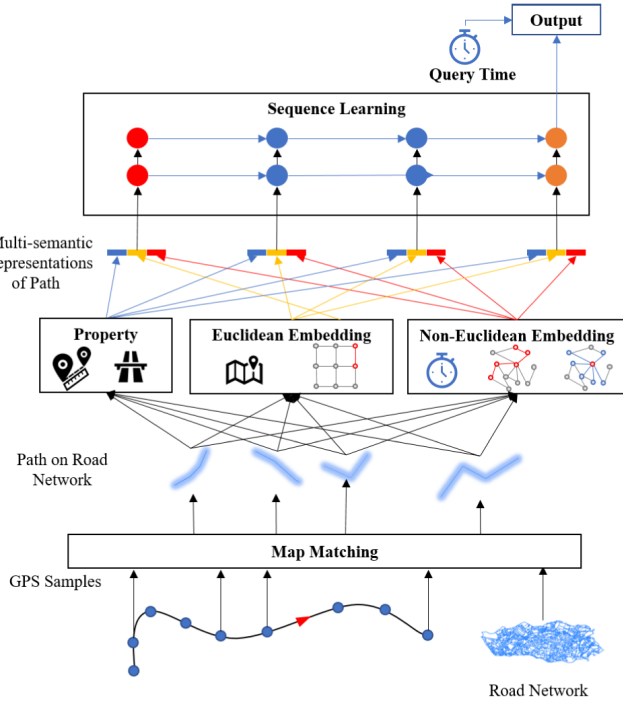 Output
Query Time
Sequence Learning
Multi-semantic
Representations
of Path
Property
Euclidean Embedding
Non-Euclidean Embedding
Path on Road
Network
Map Matching
GPS Samples
Road Network